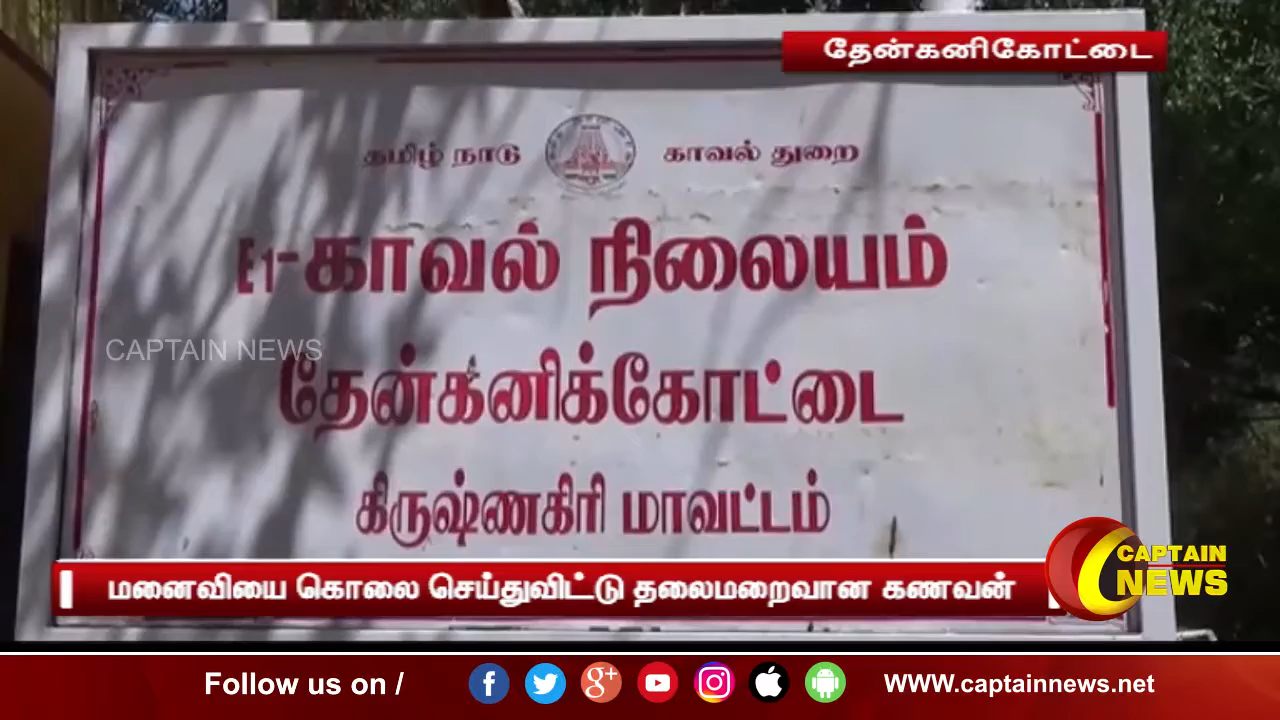 தேன்கனிகோட்டை
தமிழ் நாடு காவல் துறை
E1-காவல் நிலையம்
CAPTAIN NEWS
தேன்கனிக்கோட்டை
கிருஷ்ணகிரி மாவட்டம்
மனைவியை கொலை செய்துவிட்டு தலைமறைவான கணவன்
CAPTAIN
NEWS
Follow us on / WWW.captainnews.net